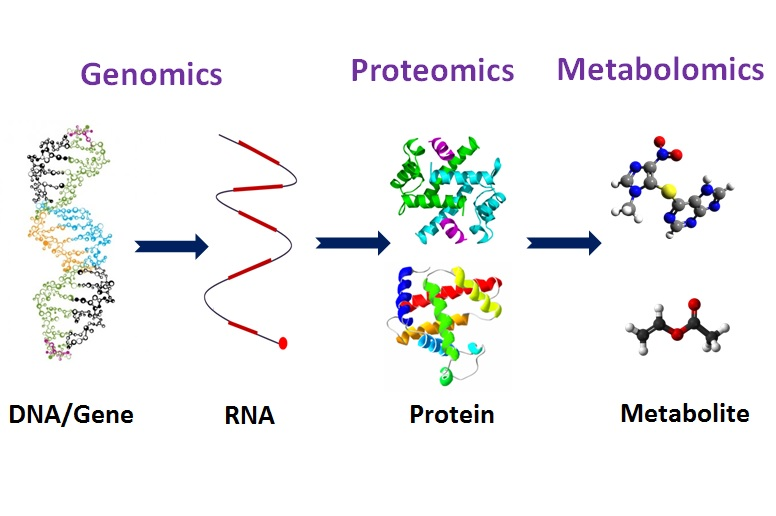 Genomics
Proteomics
Metabolomics
DNA/Gene
RNA
Protein
Metabolite